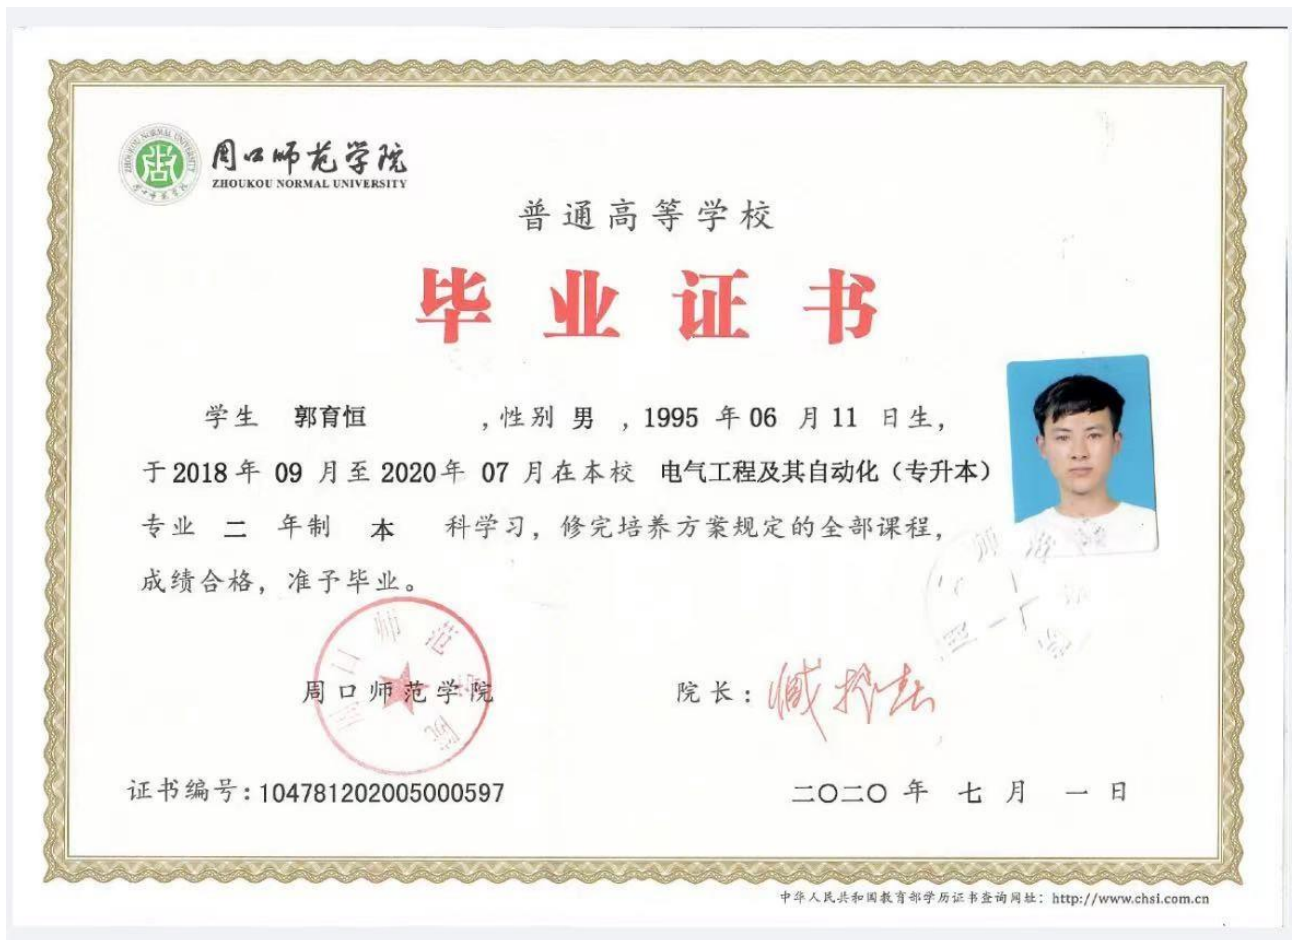 周口师范学院
ZHOUKOU NORMAL UNIVERSITY
普通高等学校
毕业证书
学生 郭育恒 ，性别 男 ，1995 年 06 月 11 日生，
于 2018 年 09 月至 2020 年 07 月在本校 电气工程及其自动化（专升本）
专业 二 年制 本 科学习，修完培养方案规定的全部课程，
成绩合格，准予毕业。
周口师范学院
院长：
证书编号：104781202005000597
二〇二〇 年 七 月 一 日
中华人民共和国教育部学历证书查询网址：http://www.chsi.com.cn